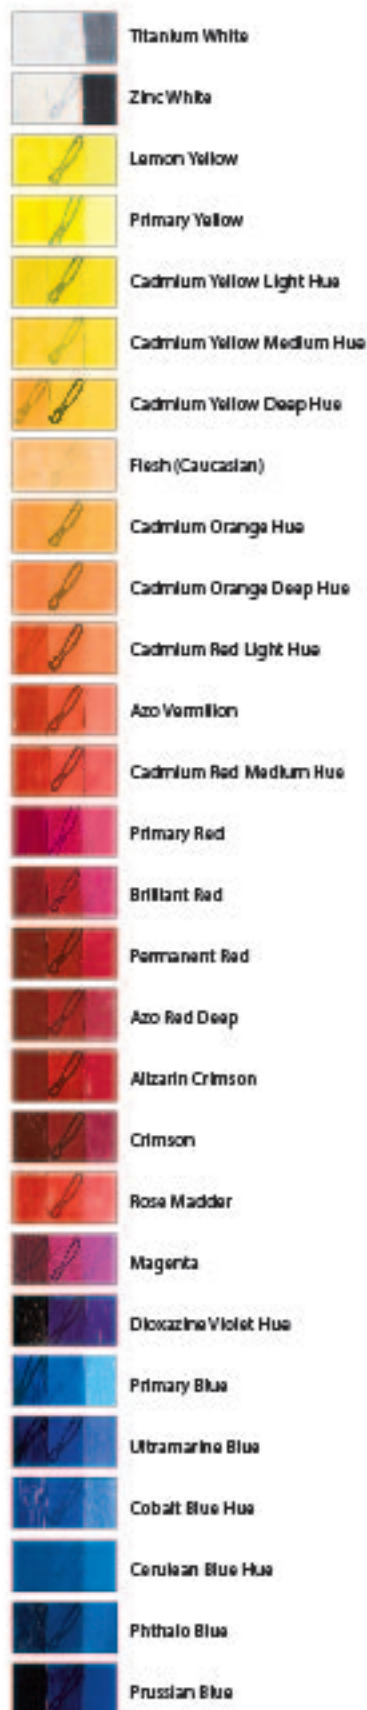 Titanium White
Zinc White
Lemon Yellow
Primary Yellow
Cadmium Yellow Light Hue
Cadmium Yellow Medium Hue
Cadmium Yellow Deep Hue
Flesh (Caucasian)
Cadmium Orange Hue
Cadmium Orange Deep Hue
Cadmium Red Light Hue
Azo Vermilion
Cadmium Red Medium Hue
Primary Red
Brilliant Red
Permanent Red
Azo Red Deep
Alizarin Crimson
Crimson
Rose Madder
Magenta
Dioxazine Violet Hue
Primary Blue
Ultramarine Blue
Cobalt Blue Hue
Cerulean Blue Hue
Phthalo Blue
Prussian Blue